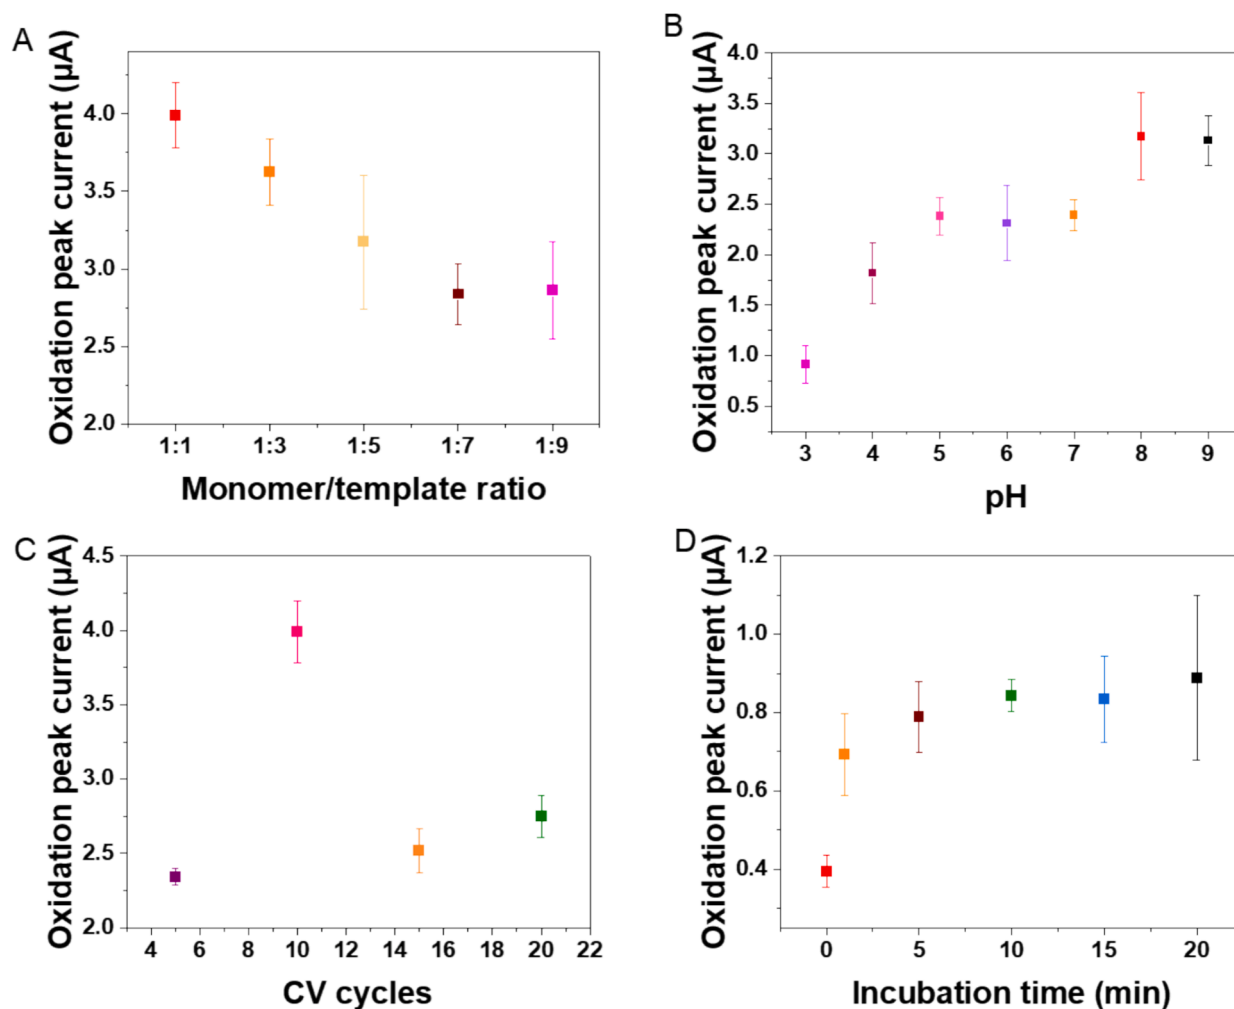 A
Oxidation peak current (µA)
4.0
3.5
3.0
2.5
2.0
1:1 1:3 1:5 1:7 1:9
Monomer/template ratio
B
Oxidation peak current (µA)
4.0
3.5
3.0
2.5
2.0
1.5
1.0
0.5
3 4 5 6 7 8 9
pH
C
Oxidation peak current (µA)
4.5
4.0
3.5
3.0
2.5
2.0
4 6 8 10 12 14 16 18 20 22
CV cycles
D
Oxidation peak current (µA)
1.2
1.0
0.8
0.6
0.4
0 5 10 15 20
Incubation time (min)